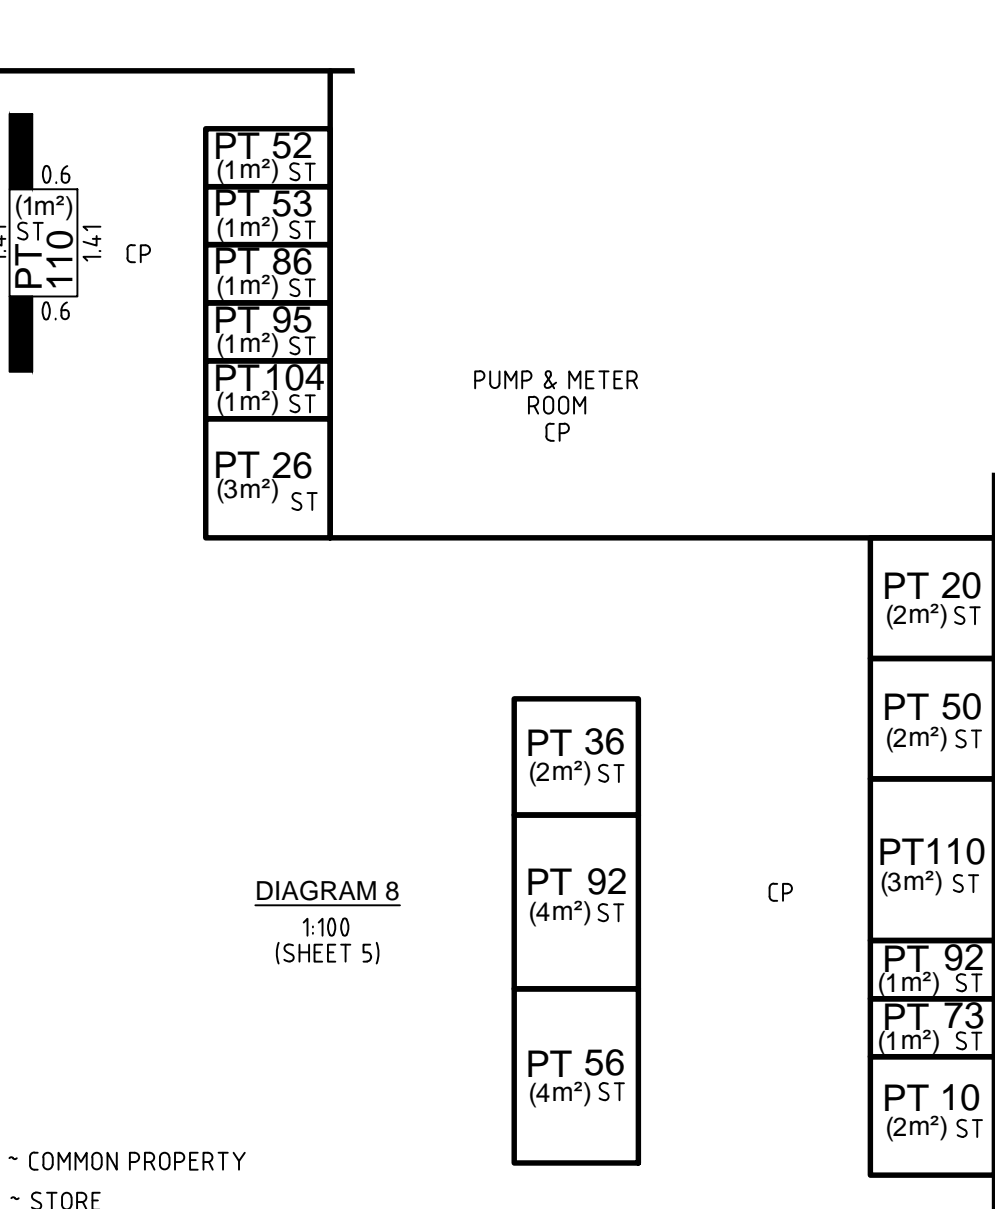 PT 52
(1m²) ST
PT 53
(1m²) ST
PT 86
(1m²) ST
PT 95
(1m²) ST
PT 104
(1m²) ST
PT 26
(3m²) ST
0.6
(1m²)
ST
PT
110
1.41
1.41
0.6
CP
PUMP & METER
ROOM
CP
PT 20
(2m²) ST
PT 50
(2m²) ST
PT110
(3m²) ST
PT 92
(1m²) ST
PT 73
(1m²) ST
PT 10
(2m²) ST
PT 36
(2m²) ST
PT 92
(4m²) ST
PT 56
(4m²) ST
CP
DIAGRAM 8
1:100
(SHEET 5)
~ COMMON PROPERTY
~ STORE